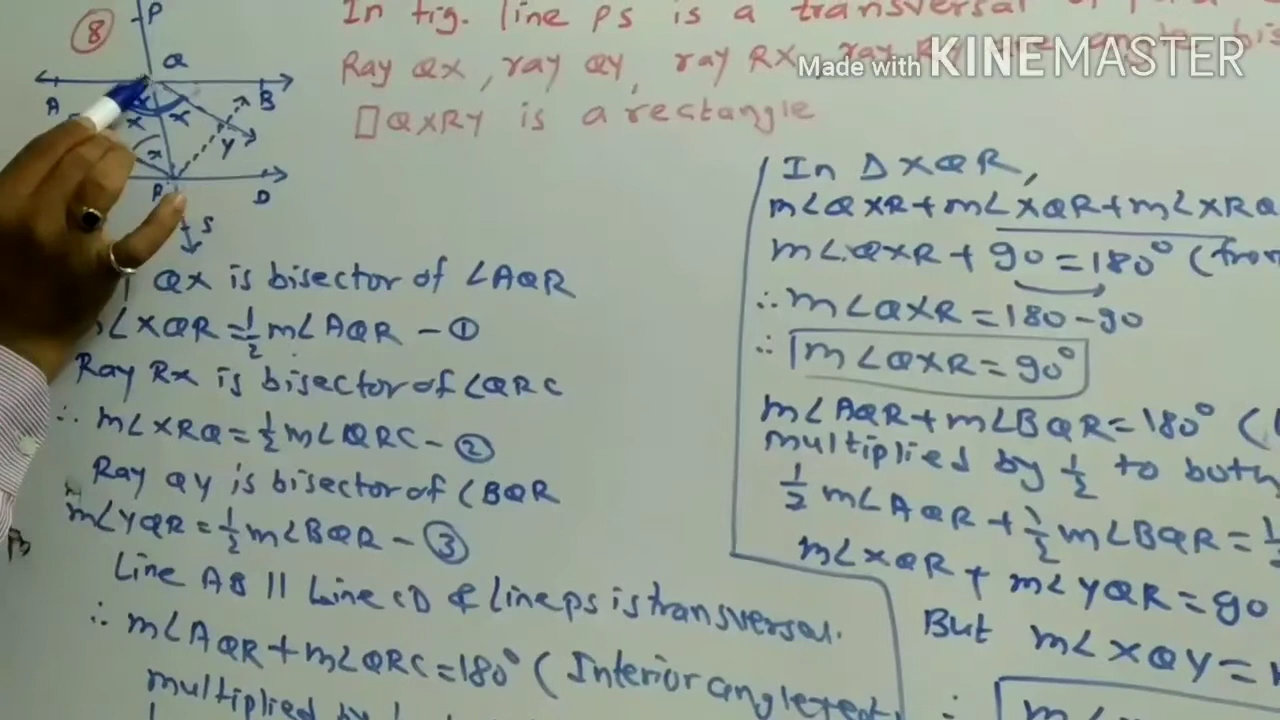 8
P
Q
A
B
x
x
x
x
Y
R
D
S
In fig. line PS is a transversal of
Ray QX, ray QY, ray RX, ray
□QXRY is a rectangle
Made with KINEMASTER
QX is bisector of ∠AQR
m∠XQR = 1/2 m∠AQR - ①
Ray RX is bisector of ∠QRC
∴ m∠XRQ = 1/2 m∠QRC - ②
Ray QY is bisector of ∠BQR
m∠YQR = 1/2 m∠BQR - ③
Line AB || Line CD & Line PS is transversal.
∴ m∠AQR + m∠QRC = 180° (Interior angle
multiplied by
In Δ XQR,
m∠QXR + m∠XQR + m∠XRQ
m∠QXR + 90 = 180° (from
∴ m∠QXR = 180 - 90
∴ m∠QXR = 90°
m∠AQR + m∠BQR = 180° (
multiplied by 1/2 to both
1/2 m∠AQR + 1/2 m∠BQR =
m∠XQR + m∠YQR = 90
But m∠XQY =